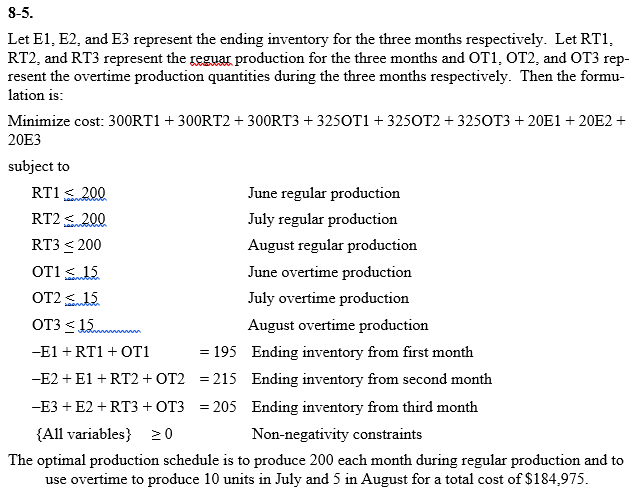 8-5.
Let E1, E2, and E3 represent the ending inventory for the three months respectively. Let RT1,
RT2, and RT3 represent the reguar production for the three months and OT1, OT2, and OT3 rep-
resent the overtime production quantities during the three months respectively. Then the formu-
lation is:
Minimize cost: 300RT1 + 300RT2 + 300RT3 + 325OT1 + 325OT2 + 325OT3 + 20E1 + 20E2 +
20E3
subject to
RT1 ≤ 200 June regular production
RT2 ≤ 200 July regular production
RT3 ≤ 200 August regular production
OT1 ≤ 15 June overtime production
OT2 ≤ 15 July overtime production
OT3 ≤ 15 August overtime production
–E1 + RT1 + OT1 = 195 Ending inventory from first month
–E2 + E1 + RT2 + OT2 = 215 Ending inventory from second month
–E3 + E2 + RT3 + OT3 = 205 Ending inventory from third month
{All variables} ≥ 0 Non-negativity constraints
The optimal production schedule is to produce 200 each month during regular production and to
use overtime to produce 10 units in July and 5 in August for a total cost of $184,975.